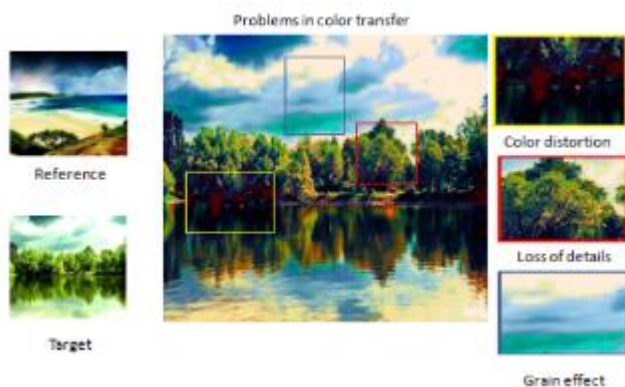 Problems in color transfer
Reference
Target
Color distortion
Loss of details
Grain effect